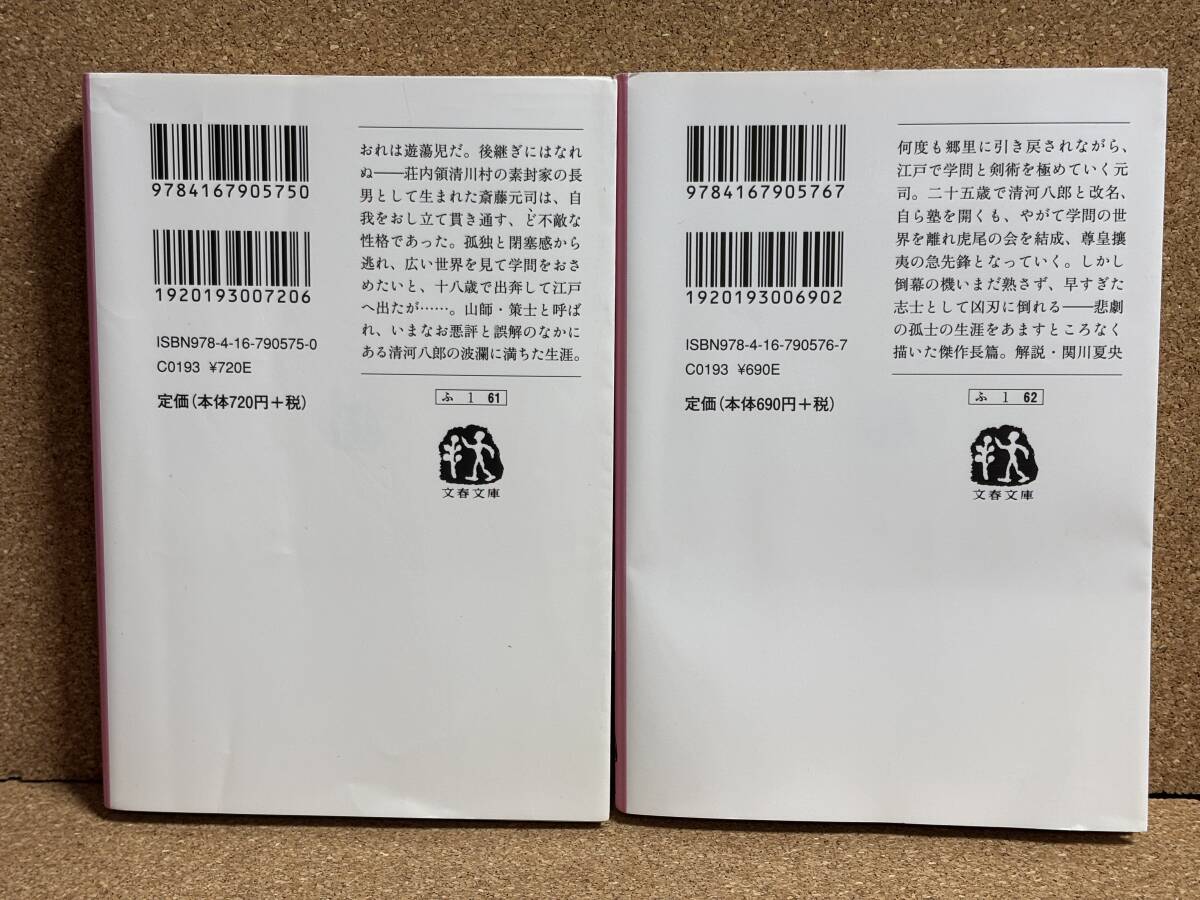 9784167905750
1920193007206
ISBN978-4-16-790575-0
C0193 ¥720E
定価(本体720円+税)
おれは遊蕩児だ。後継ぎにはなれ
ぬ――荘内領清川村の素封家の長
男として生まれた斎藤元司は、自
我をおし立て貫き通す、ど不敵な
性格であった。孤独と閉塞感から
逃れ、広い世界を見て学問をおさ
めたいと、十八歳で出奔して江戸
へ出たが……。山師・策士と呼ば
れ、いまなお悪評と誤解のなかに
ある清河八郎の波瀾に満ちた生涯。
ふ 1 61
文春文庫
9784167905767
1920193006902
ISBN978-4-16-790576-7
C0193 ¥690E
定価(本体690円+税)
何度も郷里に引き戻されながら、
江戸で学問と剣術を極めていく元
司。二十五歳で清河八郎と改名、
自ら塾を開くも、やがて学問の世
界を離れ虎尾の会を結成、尊皇攘
夷の急先鋒となっていく。しかし
倒幕の機いまだ熟さず、早すぎた
志士として凶刃に倒れる――悲劇
の孤士の生涯をあますところなく
描いた傑作長篇。解説・関川夏央
ふ 1 62
文春文庫